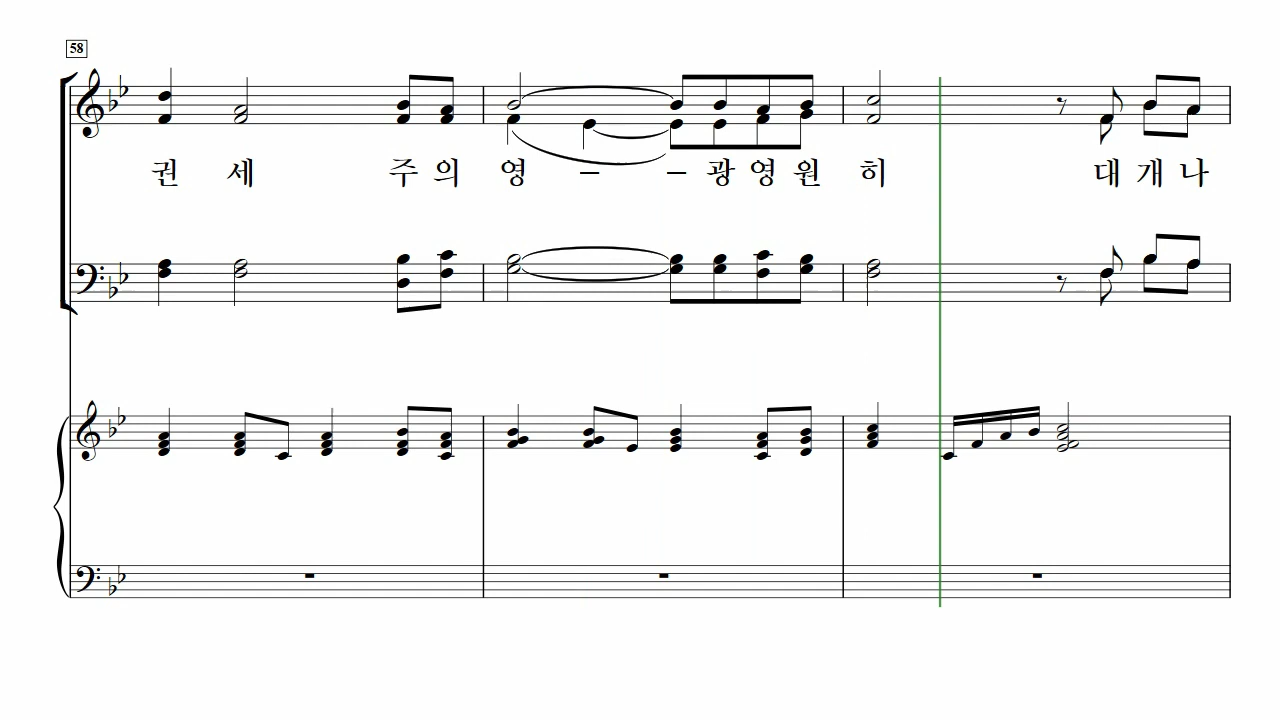 58
권 세 주 의 영 – – 광 영 원 히 대 개 나